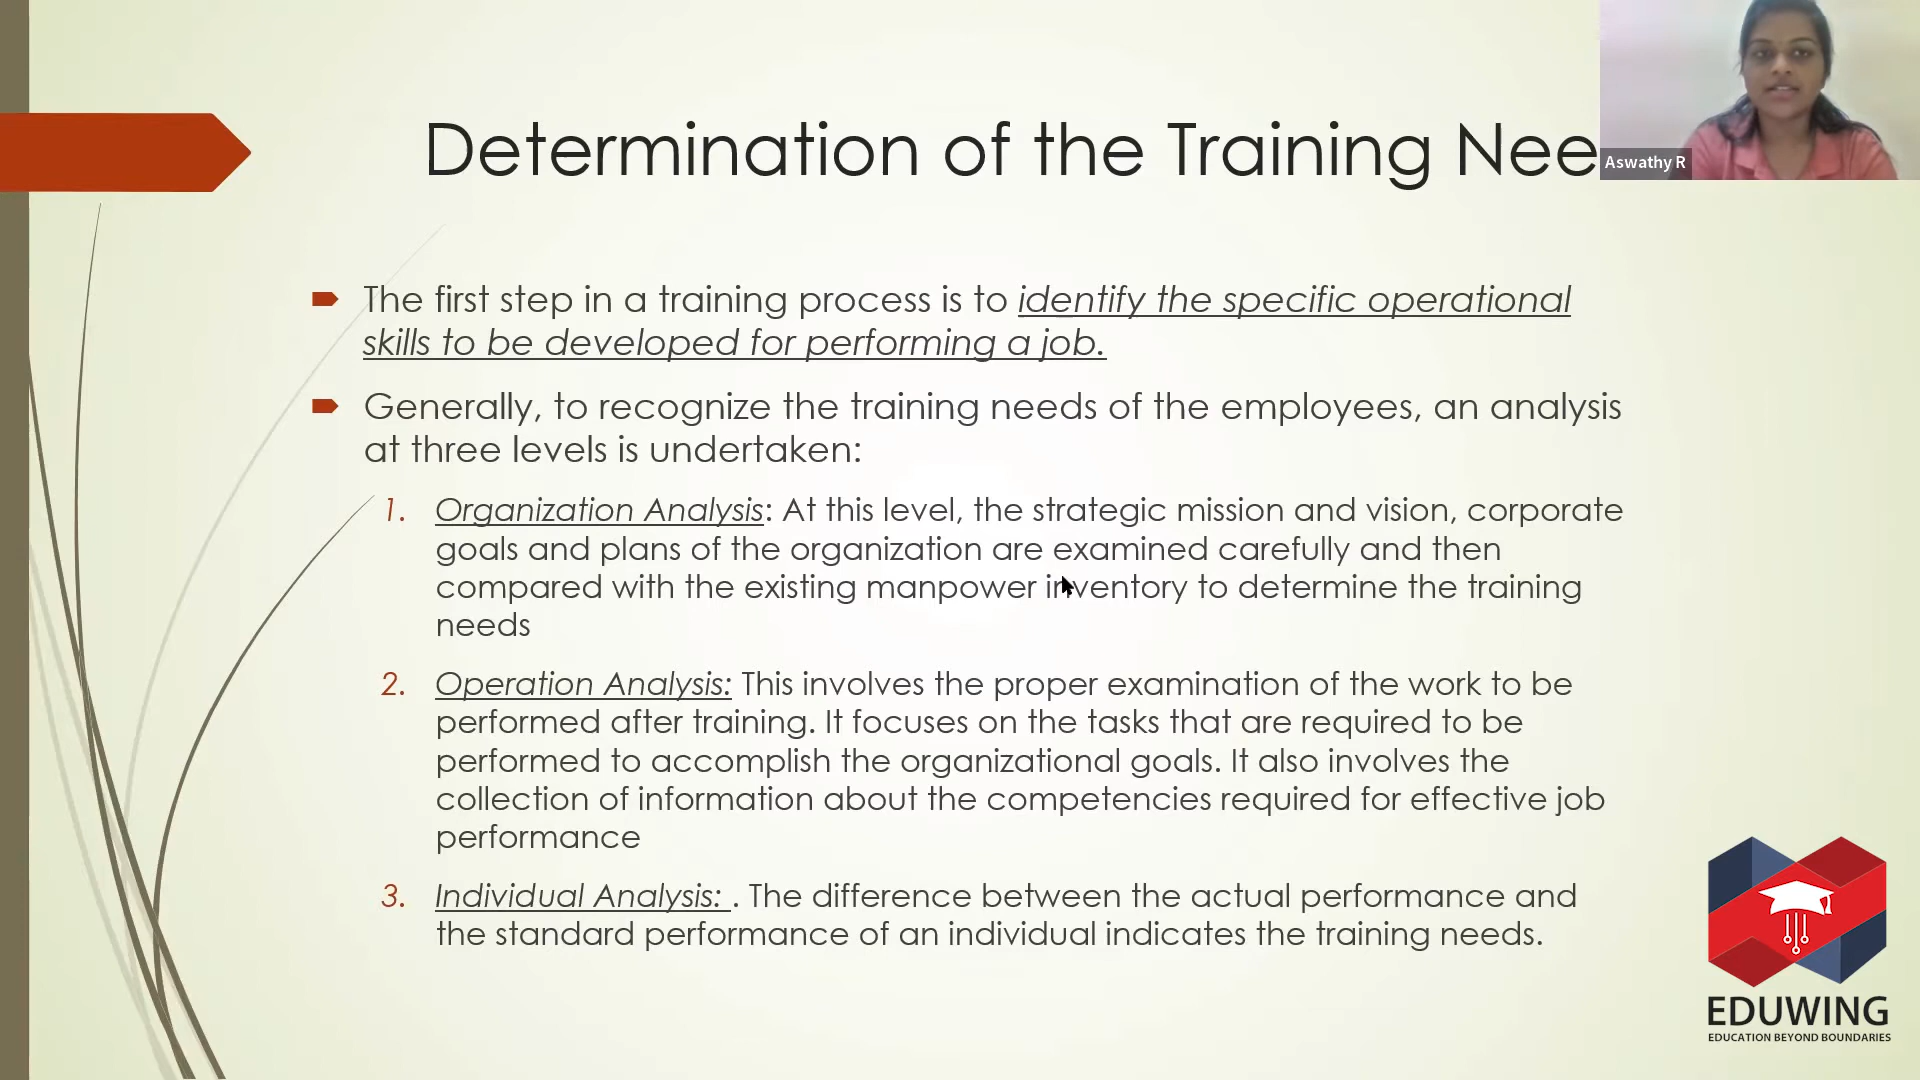 Determination of the Training Nee
Aswathy R
The first step in a training process is to identify the specific operational
skills to be developed for performing a job.
Generally, to recognize the training needs of the employees, an analysis
at three levels is undertaken:
1. Organization Analysis: At this level, the strategic mission and vision, corporate
goals and plans of the organization are examined carefully and then
compared with the existing manpower inventory to determine the training
needs
2. Operation Analysis: This involves the proper examination of the work to be
performed after training. It focuses on the tasks that are required to be
performed to accomplish the organizational goals. It also involves the
collection of information about the competencies required for effective job
performance
3. Individual Analysis: . The difference between the actual performance and
the standard performance of an individual indicates the training needs.
EDUWING
EDUCATION BEYOND BOUNDARIES